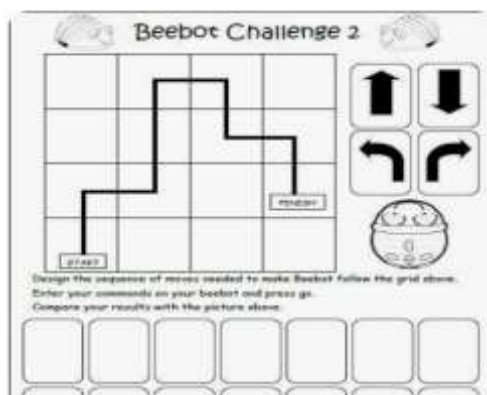 Beebot Challenge 2
FINISH
START
Design the sequence of moves needed to make Beebot follow the grid above.
Enter your commands on your beebot and press go.
Compare your results with the picture above.